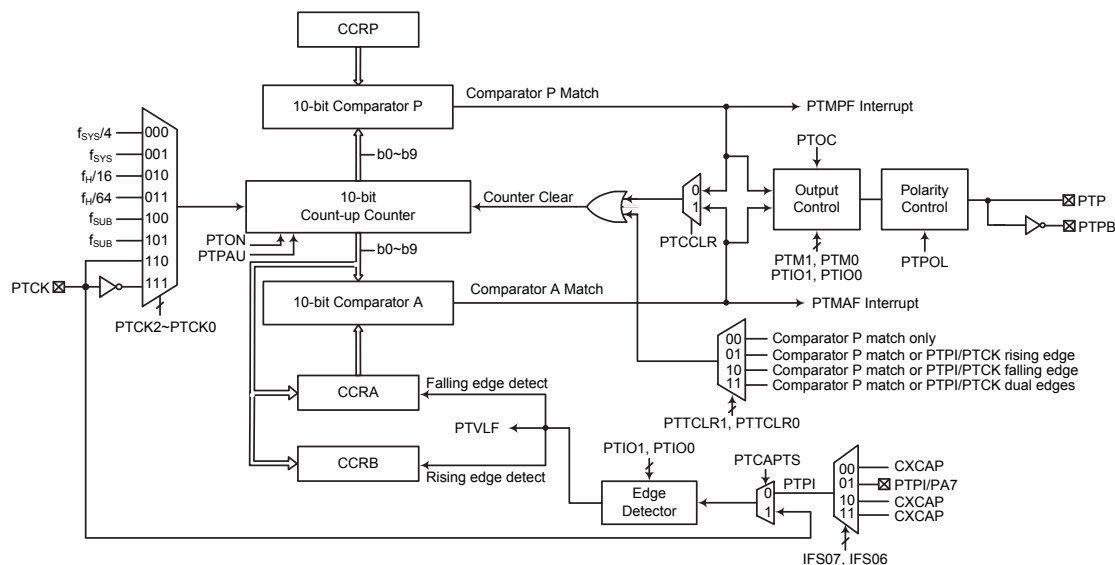 CCRP
10-bit Comparator P
Comparator P Match
PTMPF Interrupt
b0~b9
fSYS/4
000
fSYS
001
fH/16
010
fH/64
011
fSUB
100
fSUB
101
110
111
PTCK
PTCK2~PTCK0
10-bit
Count-up Counter
PTON
PTPAU
Counter Clear
0
1
PTCCLR
PTOC
Output
Control
PTM1, PTM0
PTIO1, PTIO0
Polarity
Control
PTPOL
PTP
PTPB
b0~b9
10-bit Comparator A
Comparator A Match
PTMAF Interrupt
00
Comparator P match only
01
Comparator P match or PTPI/PTCK rising edge
10
Comparator P match or PTPI/PTCK falling edge
11
Comparator P match or PTPI/PTCK dual edges
PTTCLR1, PTTCLR0
CCRA
Falling edge detect
PTVLF
CCRB
Rising edge detect
PTIO1, PTIO0
Edge
Detector
PTCAPTS
0
1
PTPI
00
CXCAP
01
PTPI/PA7
10
CXCAP
11
CXCAP
IFS07, IFS06